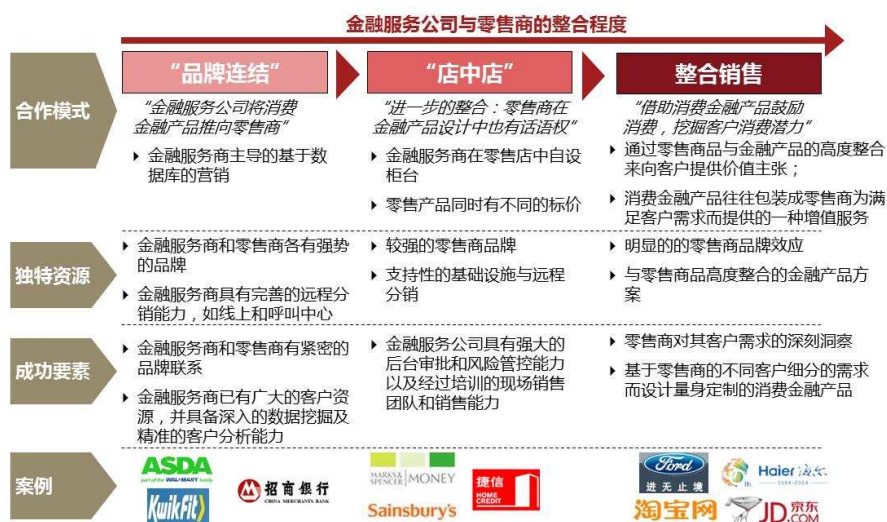 金融服务公司与零售商的整合程度
合作模式
“品牌连结”
“店中店”
整合销售
“金融服务公司将消费
金融产品推向零售商”
金融服务商主导的基于数
据库的营销
“进一步的整合：零售商在
金融产品设计中也有话语权”
金融服务商在零售店中自设
柜台
零售产品同时有不同的标价
“借助消费金融产品鼓励
消费，挖掘客户消费潜力”
通过零售商品与金融产品的高度整合
来向客户提供价值主张；
消费金融产品往往包装成零售商为满
足客户需求而提供的一种增值服务
独特资源
金融服务商和零售商各有强势
的品牌
金融服务商具有完善的远程分
销能力，如线上和呼叫中心
较强的零售商品牌
支持性的基础设施与远程
分销
明显的的零售商品牌效应
与零售商品高度整合的金融产品方
案
成功要素
金融服务商和零售商有紧密的
品牌联系
金融服务商已有广大的客户资
源，并具备深入的数据挖掘及
精准的客户分析能力
金融服务公司具有强大的
后台审批和风险管控能力
以及经过培训的现场销售
团队和销售能力
零售商对其客户需求的深刻洞察
基于零售商的不同客户细分的需求
而设计量身定制的消费金融产品
案例
ASDA
part of the WAL-MART family
KwikFit
招商银行
CHINA MERCHANTS BANK
MARKS &
SPENCER
MONEY
Sainsbury's
捷信
HOME
CREDIT
Ford
进无止境
Haier 海尔
1984-2014
淘宝网
JD.COM
京东